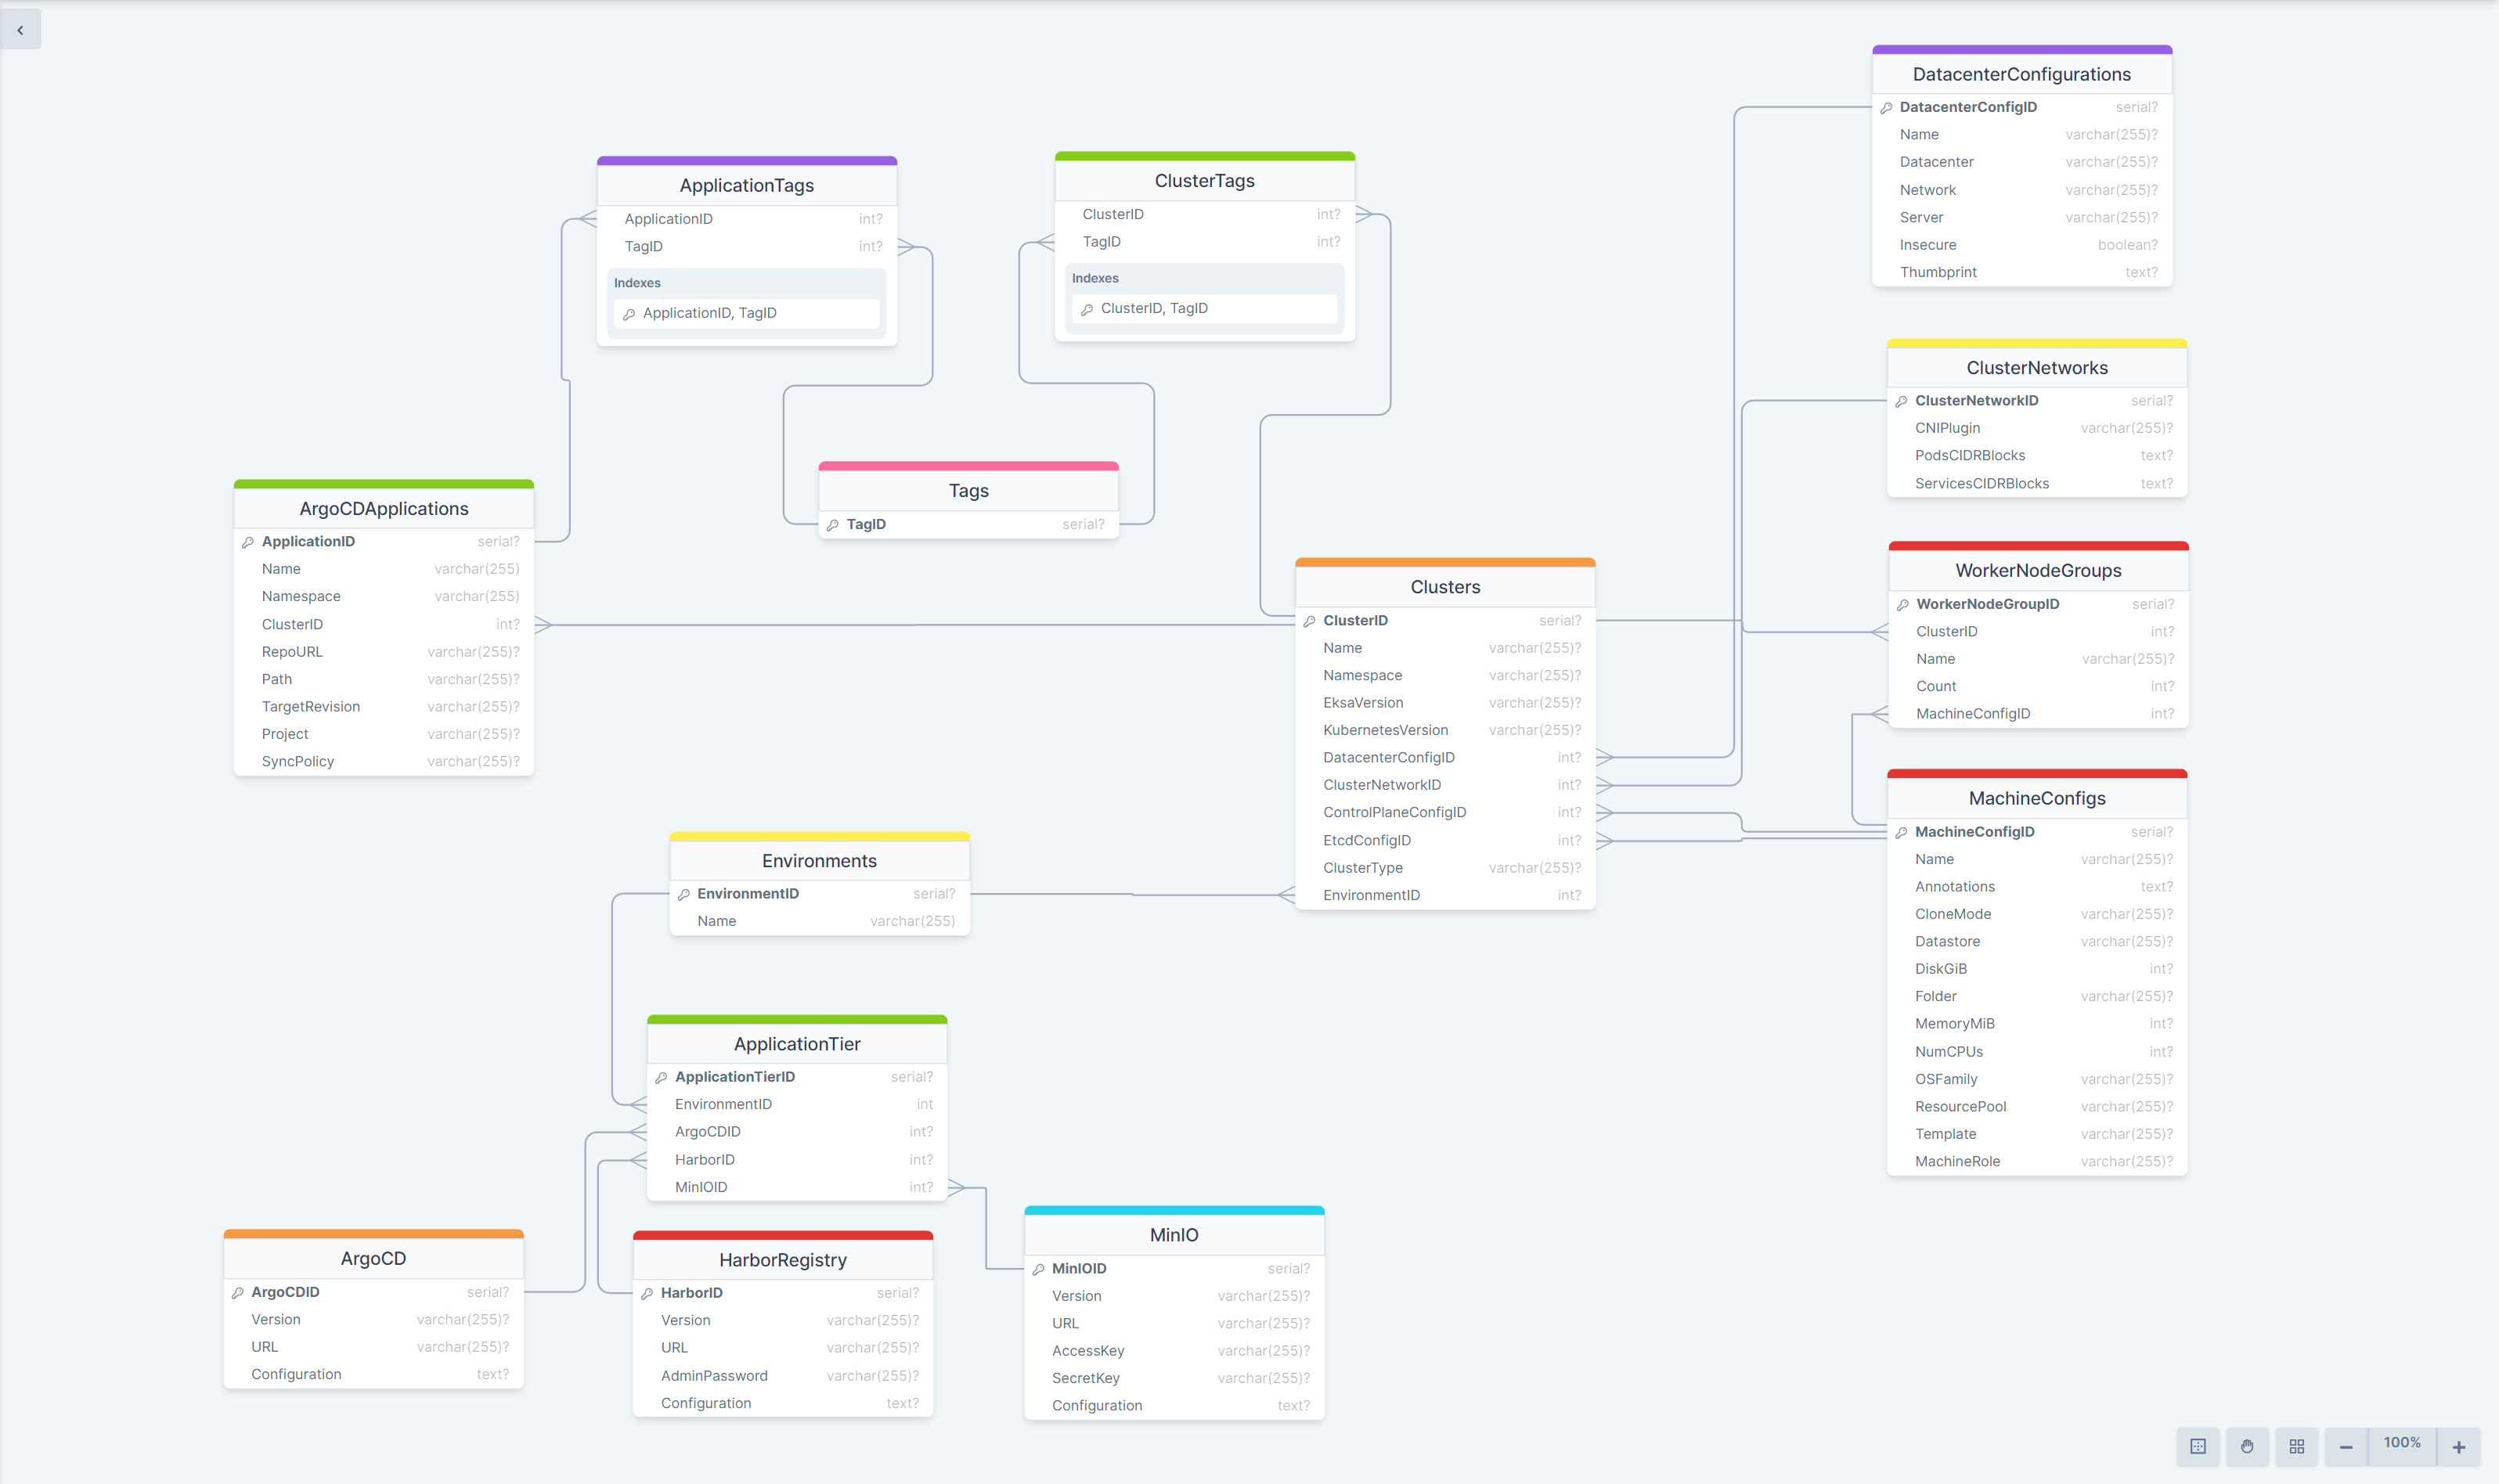 DatacenterConfigurations
DatacenterConfigID serial?
Name varchar(255)?
Datacenter varchar(255)?
Network varchar(255)?
Server varchar(255)?
Insecure boolean?
Thumbprint text?
ApplicationTags
ApplicationID int?
TagID int?
Indexes
ApplicationID, TagID
ClusterTags
ClusterID int?
TagID int?
Indexes
ClusterID, TagID
ClusterNetworks
ClusterNetworkID serial?
CNIPlugin varchar(255)?
PodsCIDRBlocks text?
ServicesCIDRBlocks text?
Tags
TagID serial?
ArgoCDApplications
ApplicationID serial?
Name varchar(255)
Namespace varchar(255)
ClusterID int?
RepoURL varchar(255)?
Path varchar(255)?
TargetRevision varchar(255)?
Project varchar(255)?
SyncPolicy varchar(255)?
Clusters
ClusterID serial?
Name varchar(255)?
Namespace varchar(255)?
EksaVersion varchar(255)?
KubernetesVersion varchar(255)?
DatacenterConfigID int?
ClusterNetworkID int?
ControlPlaneConfigID int?
EtcdConfigID int?
ClusterType varchar(255)?
EnvironmentID int?
WorkerNodeGroups
WorkerNodeGroupID serial?
ClusterID int?
Name varchar(255)?
Count int?
MachineConfigID int?
MachineConfigs
MachineConfigID serial?
Name varchar(255)?
Annotations text?
CloneMode varchar(255)?
Datastore varchar(255)?
DiskGiB int?
Folder varchar(255)?
MemoryMiB int?
NumCPUs int?
OSFamily varchar(255)?
ResourcePool varchar(255)?
Template varchar(255)?
MachineRole varchar(255)?
Environments
EnvironmentID serial?
Name varchar(255)
ApplicationTier
ApplicationTierID serial?
EnvironmentID int
ArgoCDID int?
HarborID int?
MinIOID int?
ArgoCD
ArgoCDID serial?
Version varchar(255)?
URL varchar(255)?
Configuration text?
HarborRegistry
HarborID serial?
Version varchar(255)?
URL varchar(255)?
AdminPassword varchar(255)?
Configuration text?
MinIO
MinIOID serial?
Version varchar(255)?
URL varchar(255)?
AccessKey varchar(255)?
SecretKey varchar(255)?
Configuration text?
100%